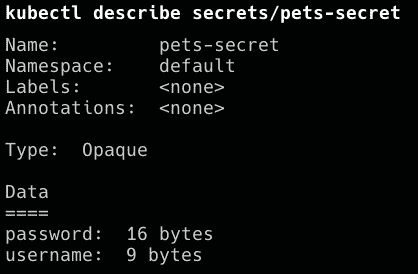 kubectl describe secrets/pets-secret
Name: pets-secret
Namespace: default
Labels: <none>
Annotations: <none>
Type: Opaque
Data
====
password: 16 bytes
username: 9 bytes